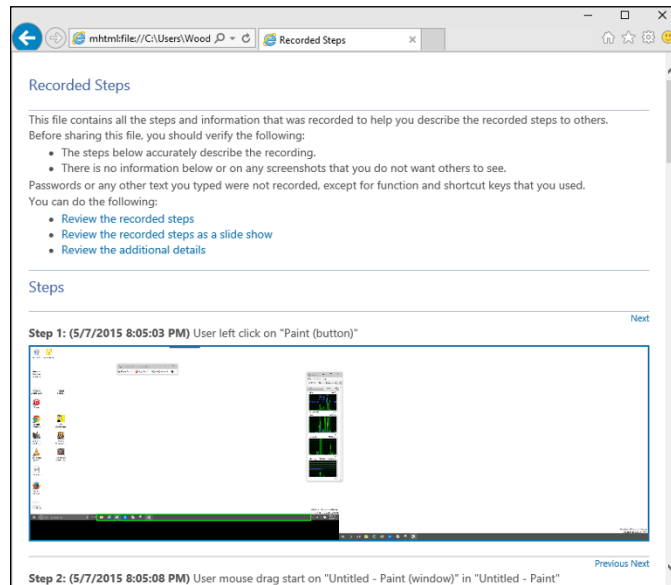 mhtml:file://C:\Users\Wood
Recorded Steps
Recorded Steps
This file contains all the steps and information that was recorded to help you describe the recorded steps to others.
Before sharing this file, you should verify the following:
The steps below accurately describe the recording.
There is no information below or on any screenshots that you do not want others to see.
Passwords or any other text you typed were not recorded, except for function and shortcut keys that you used.
You can do the following:
Review the recorded steps
Review the recorded steps as a slide show
Review the additional details
Steps
Next
Step 1: (5/7/2015 8:05:03 PM) User left click on "Paint (button)"
Previous Next
Step 2: (5/7/2015 8:05:08 PM) User mouse drag start on "Untitled - Paint (window)" in "Untitled - Paint"